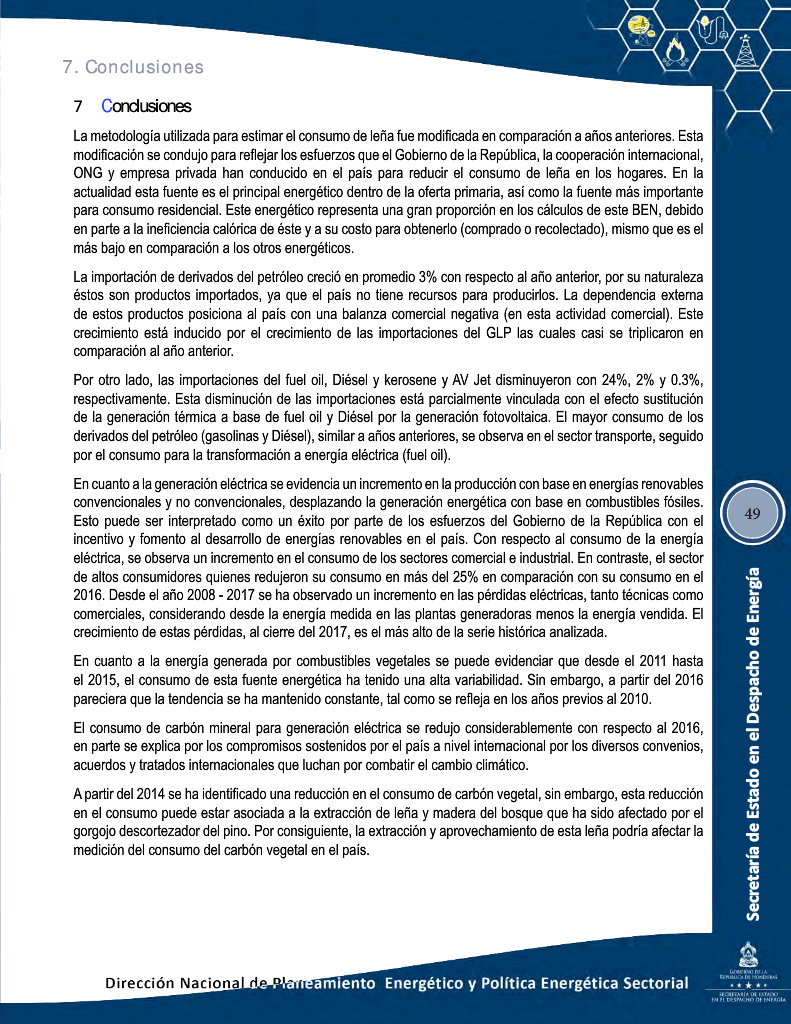 7. Conclusiones
7 Conclusiones
La metodología utilizada para estimar el consumo de leña fue modificada en comparación a años anteriores. Esta
modificación se condujo para reflejar los esfuerzos que el Gobierno de la República, la cooperación internacional,
ONG y empresa privada han conducido en el país para reducir el consumo de leña en los hogares. En la
actualidad esta fuente es el principal energético dentro de la oferta primaria, así como la fuente más importante
para consumo residencial. Este energético representa una gran proporción en los cálculos de este BEN, debido
en parte a la ineficiencia calórica de éste y a su costo para obtenerlo (comprado o recolectado), mismo que es el
más bajo en comparación a los otros energéticos.
La importación de derivados del petróleo creció en promedio 3% con respecto al año anterior, por su naturaleza
éstos son productos importados, ya que el país no tiene recursos para producirlos. La dependencia externa
de estos productos posiciona al país con una balanza comercial negativa (en esta actividad comercial). Este
crecimiento está inducido por el crecimiento de las importaciones del GLP las cuales casi se triplicaron en
comparación al año anterior.
Por otro lado, las importaciones del fuel oil, Diésel y kerosene y AV Jet disminuyeron con 24%, 2% y 0.3%,
respectivamente. Esta disminución de las importaciones está parcialmente vinculada con el efecto sustitución
de la generación térmica a base de fuel oil y Diésel por la generación fotovoltaica. El mayor consumo de los
derivados del petróleo (gasolinas y Diésel), similar a años anteriores, se observa en el sector transporte, seguido
por el consumo para la transformación a energía eléctrica (fuel oil).
En cuanto a la generación eléctrica se evidencia un incremento en la producción con base en energías renovables
convencionales y no convencionales, desplazando la generación energética con base en combustibles fósiles.
Esto puede ser interpretado como un éxito por parte de los esfuerzos del Gobierno de la República con el
incentivo y fomento al desarrollo de energías renovables en el país. Con respecto al consumo de la energía
eléctrica, se observa un incremento en el consumo de los sectores comercial e industrial. En contraste, el sector
de altos consumidores quienes redujeron su consumo en más del 25% en comparación con su consumo en el
2016. Desde el año 2008 - 2017 se ha observado un incremento en las pérdidas eléctricas, tanto técnicas como
comerciales, considerando desde la energía medida en las plantas generadoras menos la energía vendida. El
crecimiento de estas pérdidas, al cierre del 2017, es el más alto de la serie histórica analizada.
En cuanto a la energía generada por combustibles vegetales se puede evidenciar que desde el 2011 hasta
el 2015, el consumo de esta fuente energética ha tenido una alta variabilidad. Sin embargo, a partir del 2016
pareciera que la tendencia se ha mantenido constante, tal como se refleja en los años previos al 2010.
El consumo de carbón mineral para generación eléctrica se redujo considerablemente con respecto al 2016,
en parte se explica por los compromisos sostenidos por el país a nivel internacional por los diversos convenios,
acuerdos y tratados internacionales que luchan por combatir el cambio climático.
A partir del 2014 se ha identificado una reducción en el consumo de carbón vegetal, sin embargo, esta reducción
en el consumo puede estar asociada a la extracción de leña y madera del bosque que ha sido afectado por el
gorgojo descortezador del pino. Por consiguiente, la extracción y aprovechamiento de esta leña podría afectar la
medición del consumo del carbón vegetal en el país.
49
Secretaría de Estado en el Despacho de Energía
Dirección Nacional de Planeamiento Energético y Política Energética Sectorial
GOBIERNO DE LA
REPÚBLICA DE HONDURAS
SECRETARÍA DE ESTADO
EN EL DESPACHO DE ENERGÍA